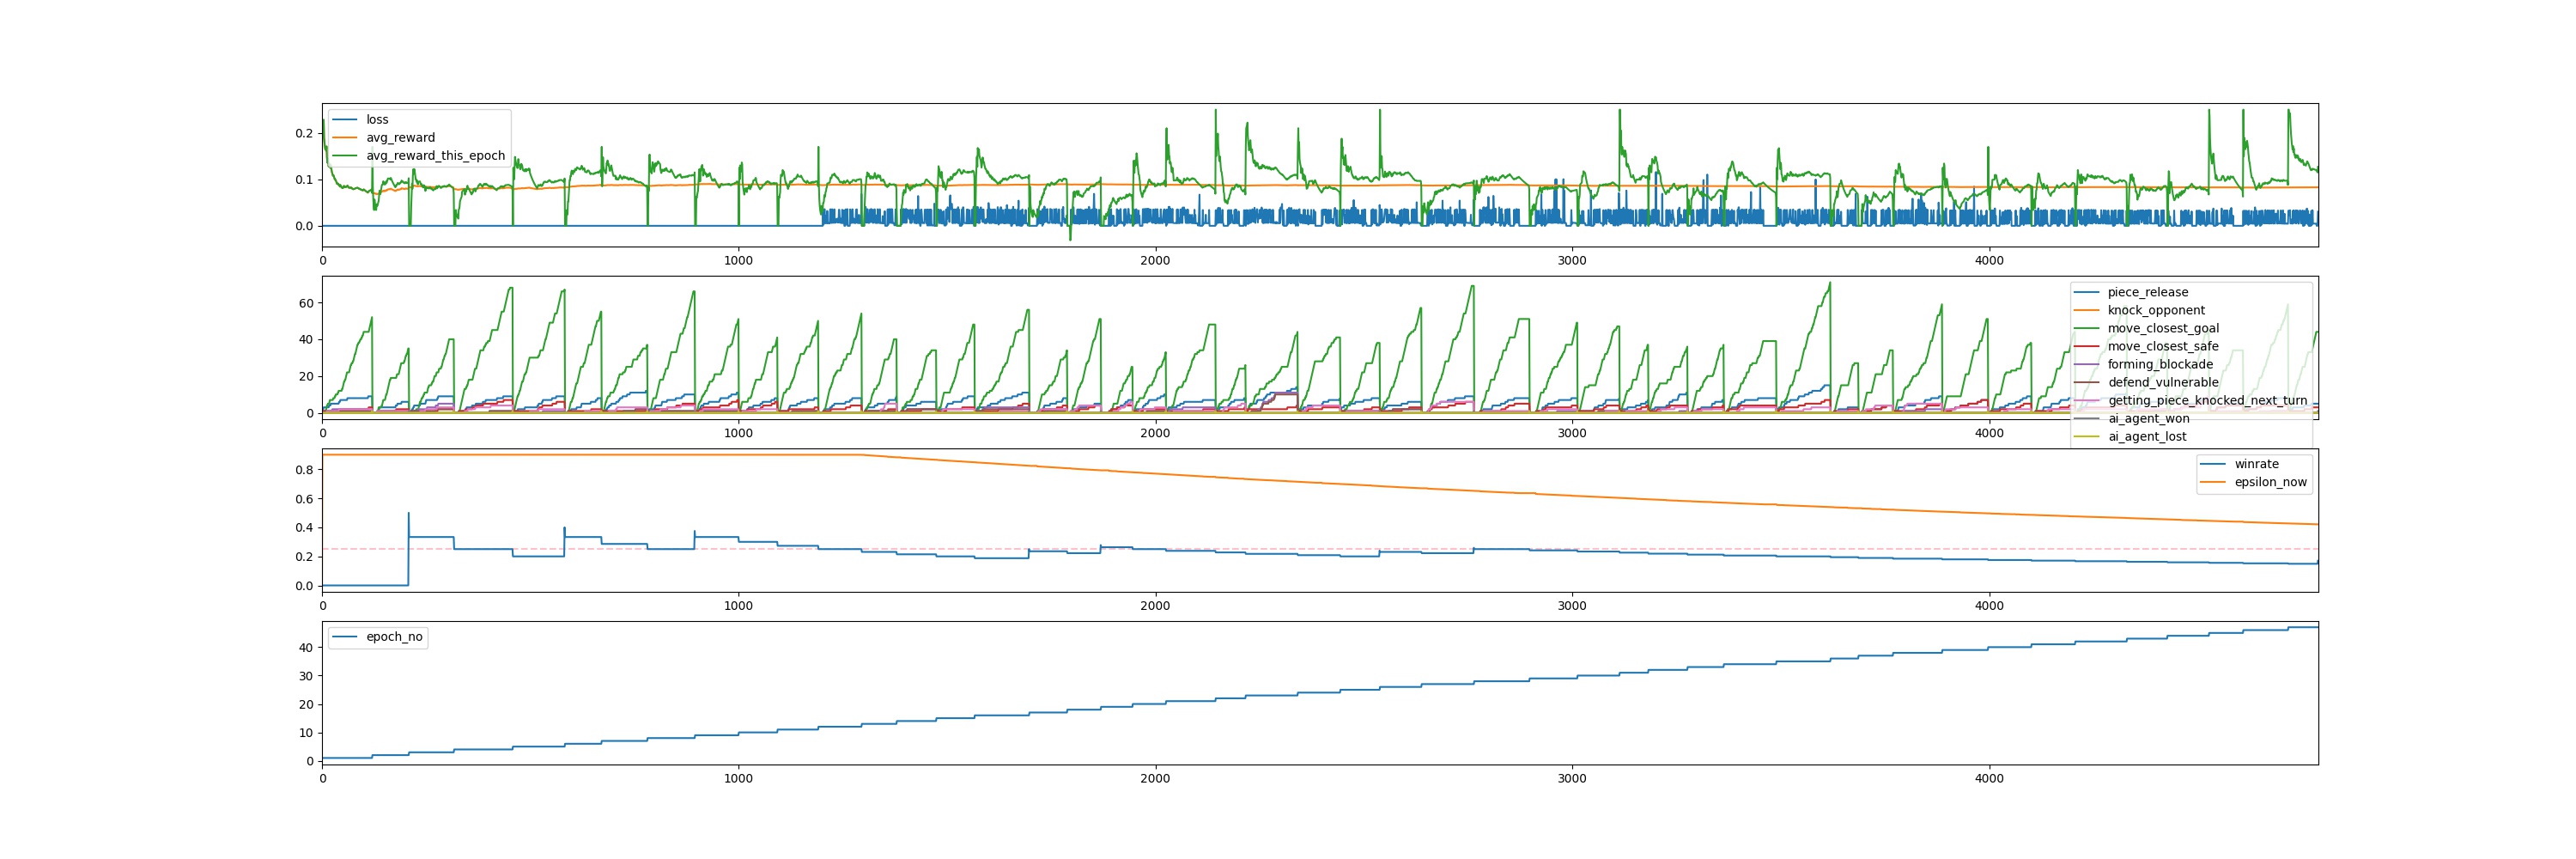 loss
avg_reward
avg_reward_this_epoch
0.2
0.1
0.0
0 1000 2000 3000 4000
piece_release
knock_opponent
move_closest_goal
move_closest_safe
forming_blockade
defend_vulnerable
getting_piece_knocked_next_turn
ai_agent_won
ai_agent_lost
60
40
20
0
0 1000 2000 3000 4000
winrate
epsilon_now
0.8
0.6
0.4
0.2
0.0
0 1000 2000 3000 4000
epoch_no
40
30
20
10
0
0 1000 2000 3000 4000